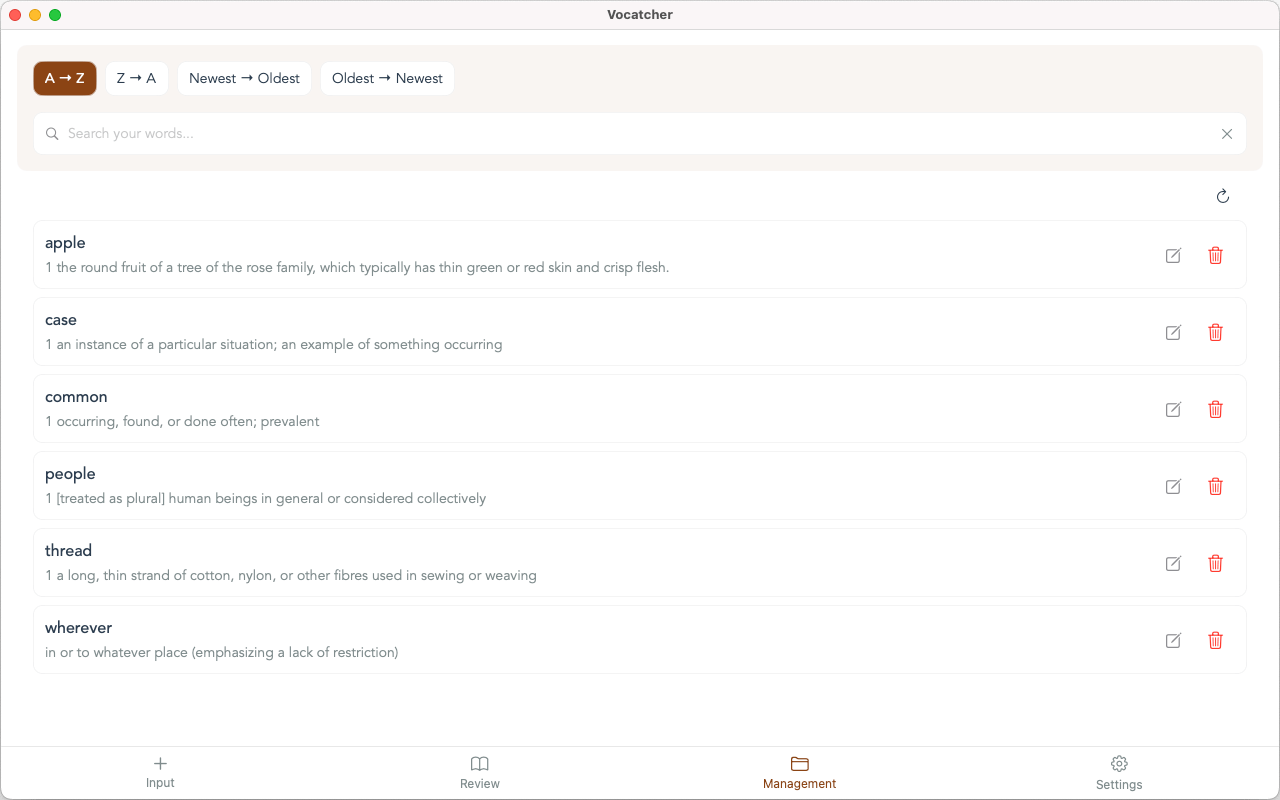 Vocatcher
A → Z
Z → A
Newest → Oldest
Oldest → Newest
Search your words...
apple
1 the round fruit of a tree of the rose family, which typically has thin green or red skin and crisp flesh.
case
1 an instance of a particular situation; an example of something occurring
common
1 occurring, found, or done often; prevalent
people
1 [treated as plural] human beings in general or considered collectively
thread
1 a long, thin strand of cotton, nylon, or other fibres used in sewing or weaving
wherever
in or to whatever place (emphasizing a lack of restriction)
Input
Review
Management
Settings